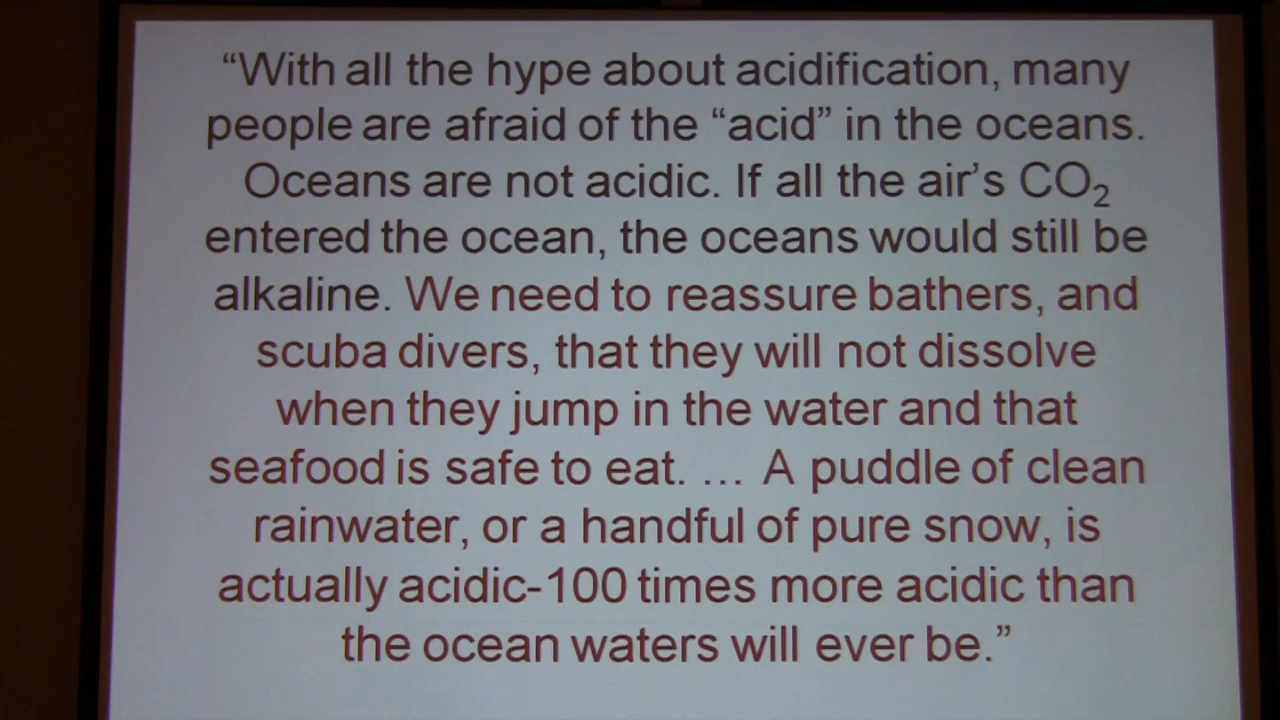 “With all the hype about acidification, many
people are afraid of the “acid” in the oceans.
Oceans are not acidic. If all the air’s CO₂
entered the ocean, the oceans would still be
alkaline. We need to reassure bathers, and
scuba divers, that they will not dissolve
when they jump in the water and that
seafood is safe to eat. ... A puddle of clean
rainwater, or a handful of pure snow, is
actually acidic-100 times more acidic than
the ocean waters will ever be.”